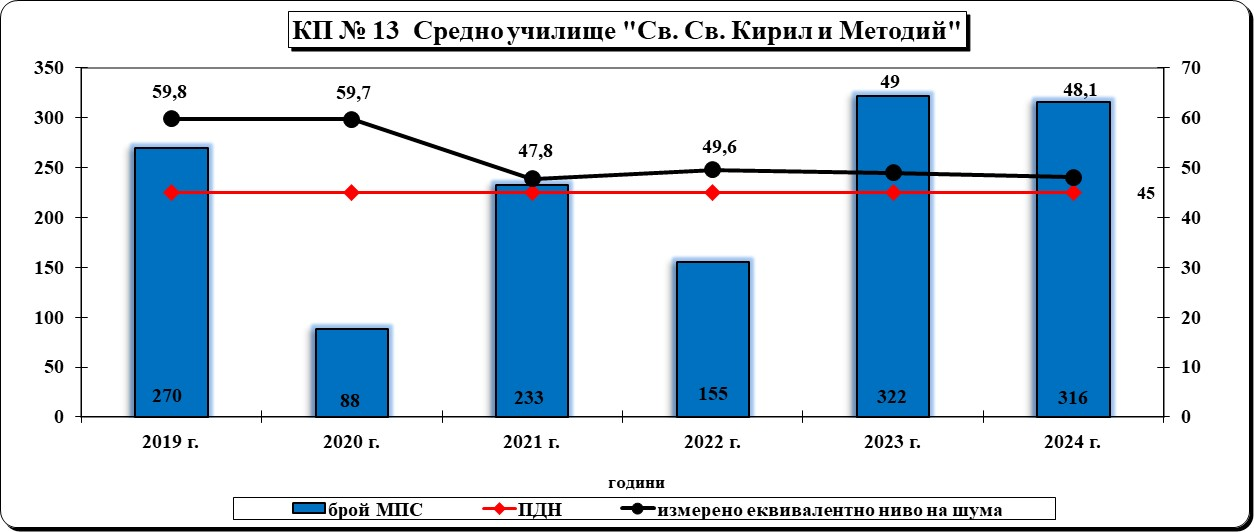 КП № 13 Средно училище "Св. Св. Кирил и Методий"
350 70
59,8 59,7 49 48,1
300 60
47,8 49,6
250 50
45
200 40
150 30
100 20
50 10
270 88 233 155 322 316
0 0
2019 г. 2020 г. 2021 г. 2022 г. 2023 г. 2024 г.
години
брой МПС ПДН измерено еквивалентно ниво на шума